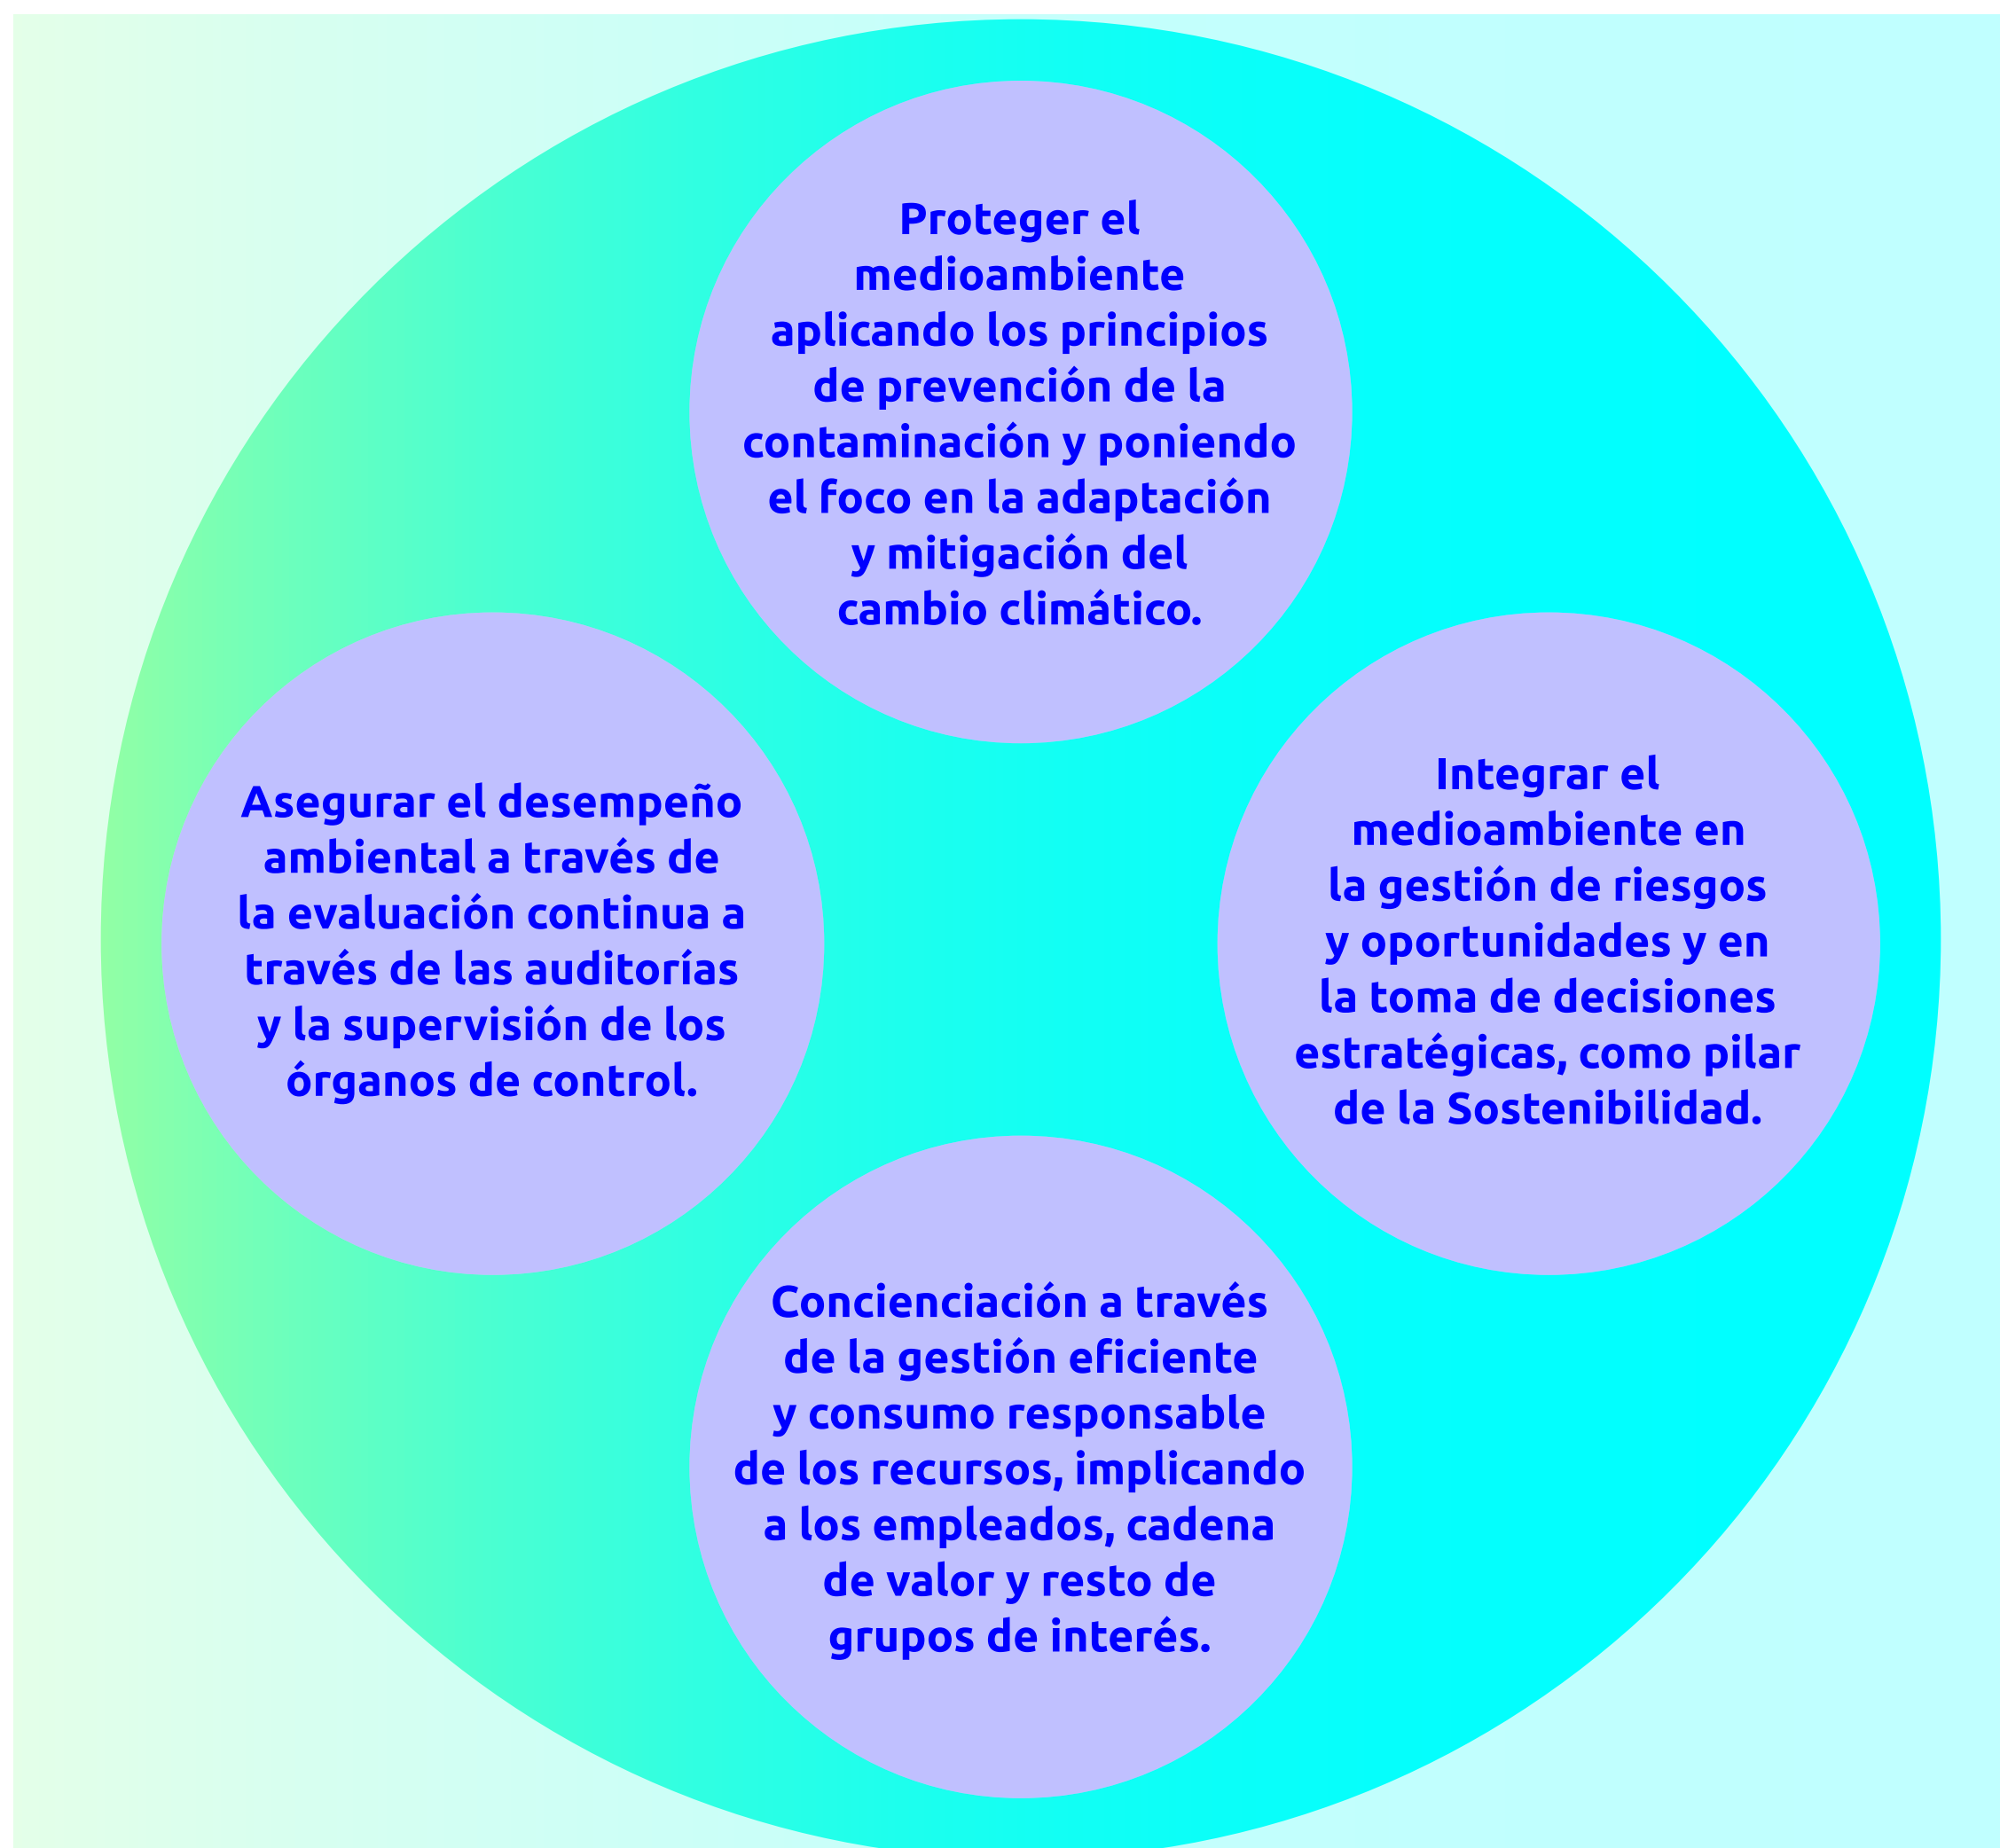 Proteger el
medioambiente
aplicando los principios
de prevención de la
contaminación y poniendo
el foco en la adaptación
y mitigación del
cambio climático.
Asegurar el desempeño
ambiental a través de
la evaluación continua a
través de las auditorías
y la supervisión de los
órganos de control.
Integrar el
medioambiente en
la gestión de riesgos
y oportunidades y en
la toma de decisiones
estratégicas, como pilar
de la Sostenibilidad.
Concienciación a través
de la gestión eficiente
y consumo responsable
de los recursos, implicando
a los empleados, cadena
de valor y resto de
grupos de interés.